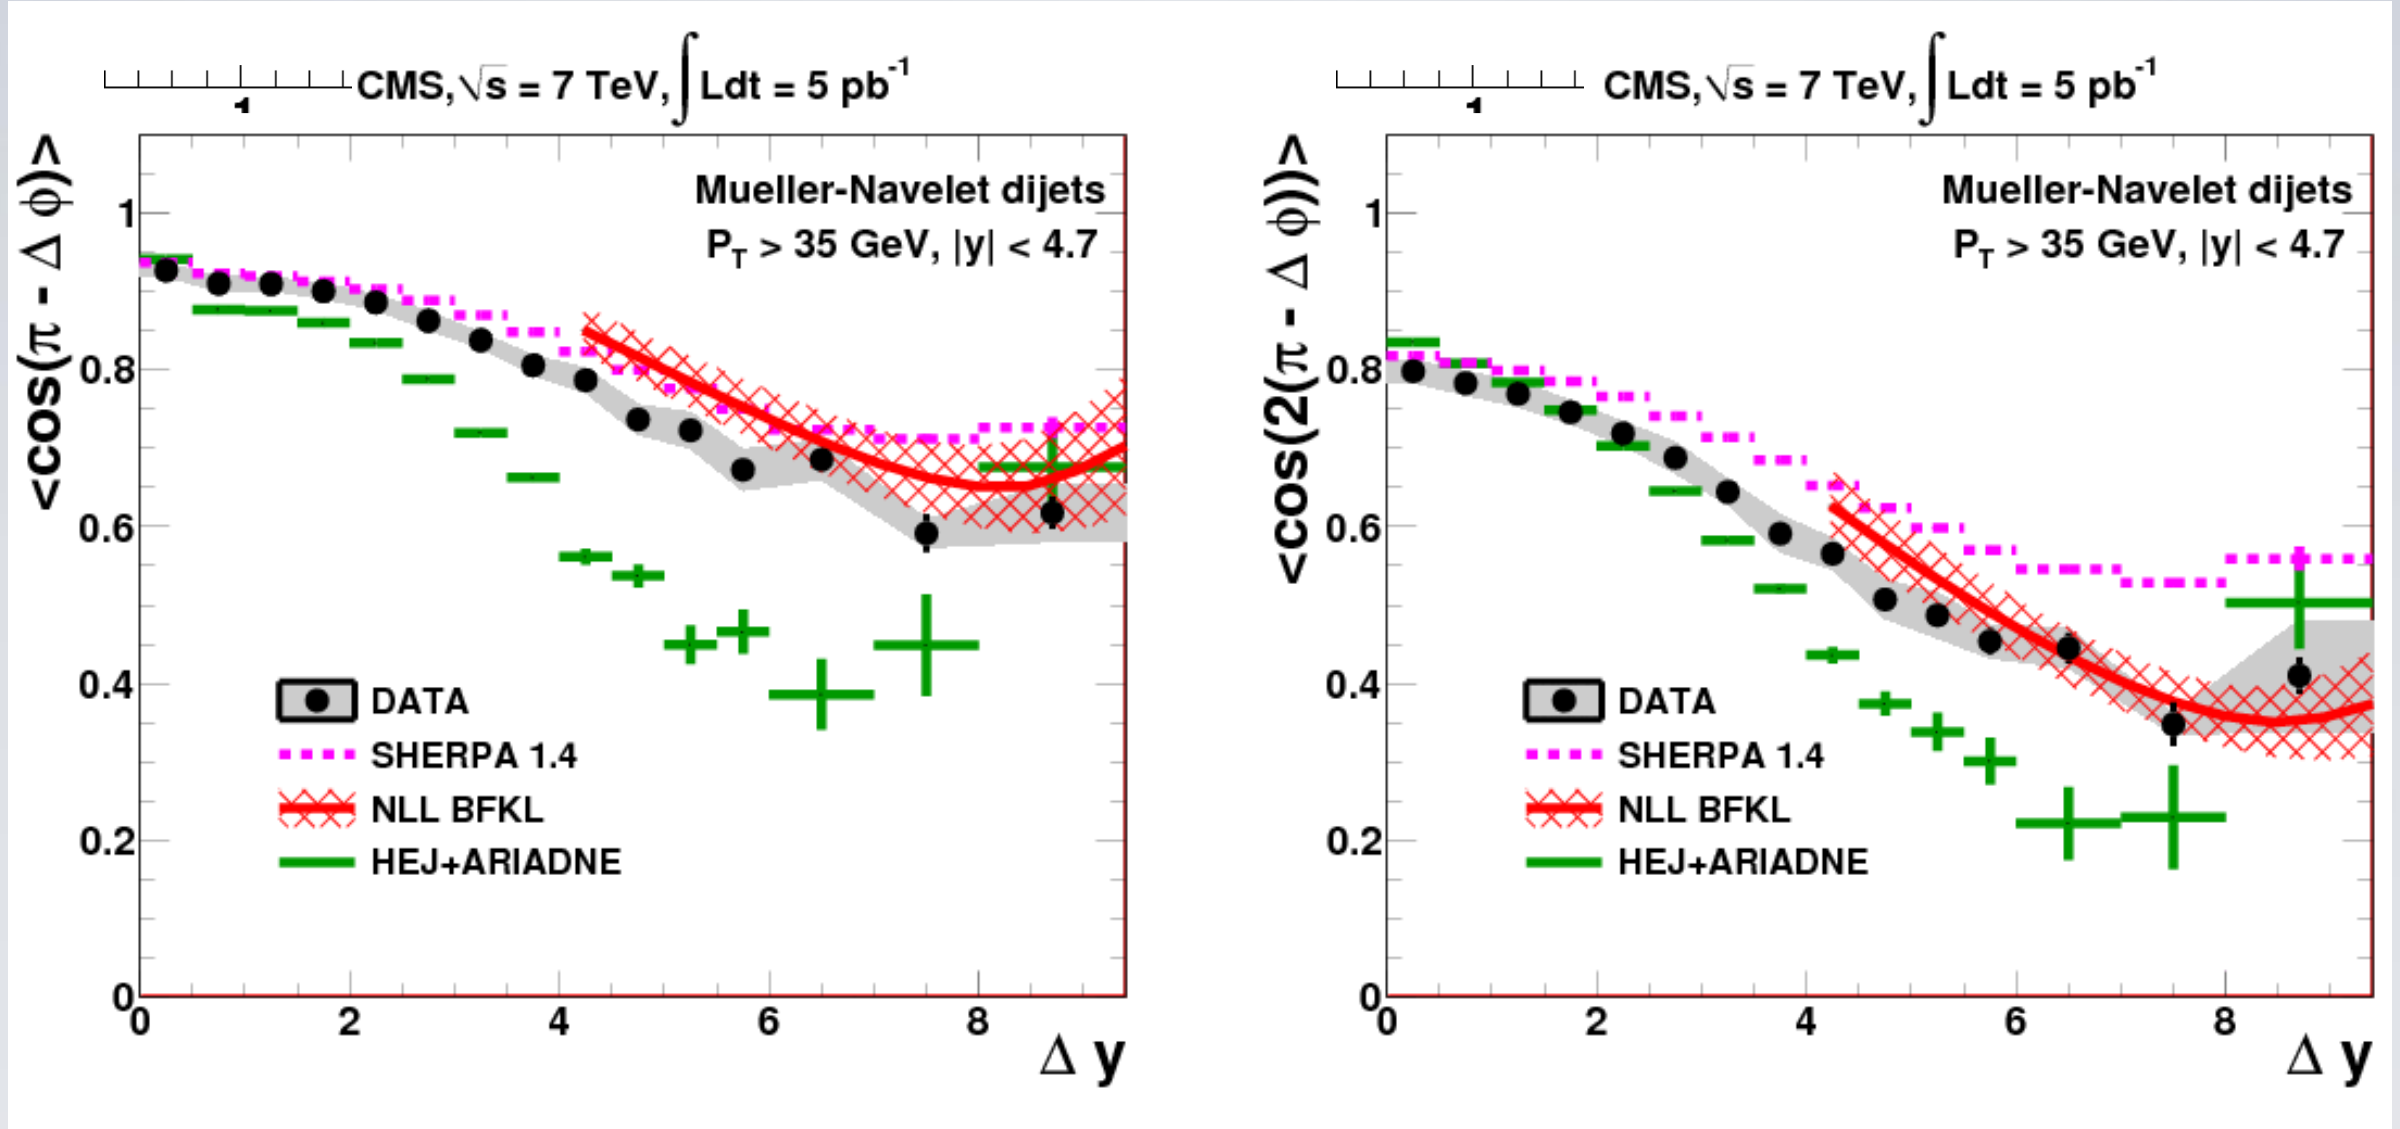 CMS, √s = 7 TeV, ∫ Ldt = 5 pb⁻¹
1
<cos(π - Δ φ)>
Mueller-Navelet dijets
P_T > 35 GeV, |y| < 4.7
1
0.8
0.6
0.4
0.2
0
DATA
SHERPA 1.4
NLL BFKL
HEJ+ARIADNE
0 2 4 6 8
Δ y
CMS, √s = 7 TeV, ∫ Ldt = 5 pb⁻¹
1
<cos(2(π - Δ φ))>
Mueller-Navelet dijets
P_T > 35 GeV, |y| < 4.7
1
0.8
0.6
0.4
0.2
0
DATA
SHERPA 1.4
NLL BFKL
HEJ+ARIADNE
0 2 4 6 8
Δ y